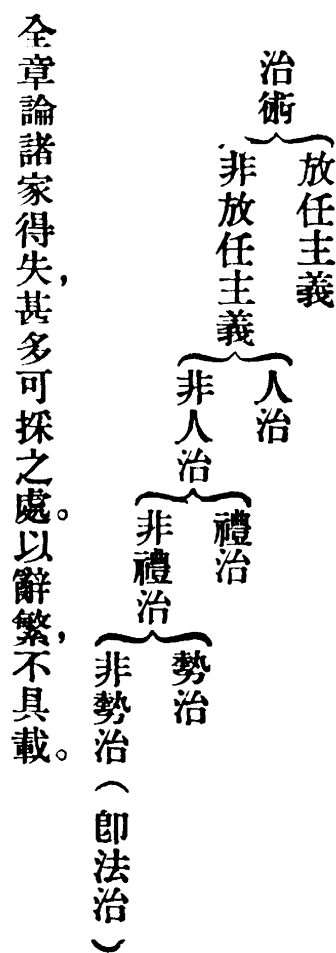 治術
放任主義
非放任主義
人治
非人治
禮治
非禮治
勢治
非勢治(卽法治)
全章論諸家得失,甚多可採之處。以辭繁,不具載。